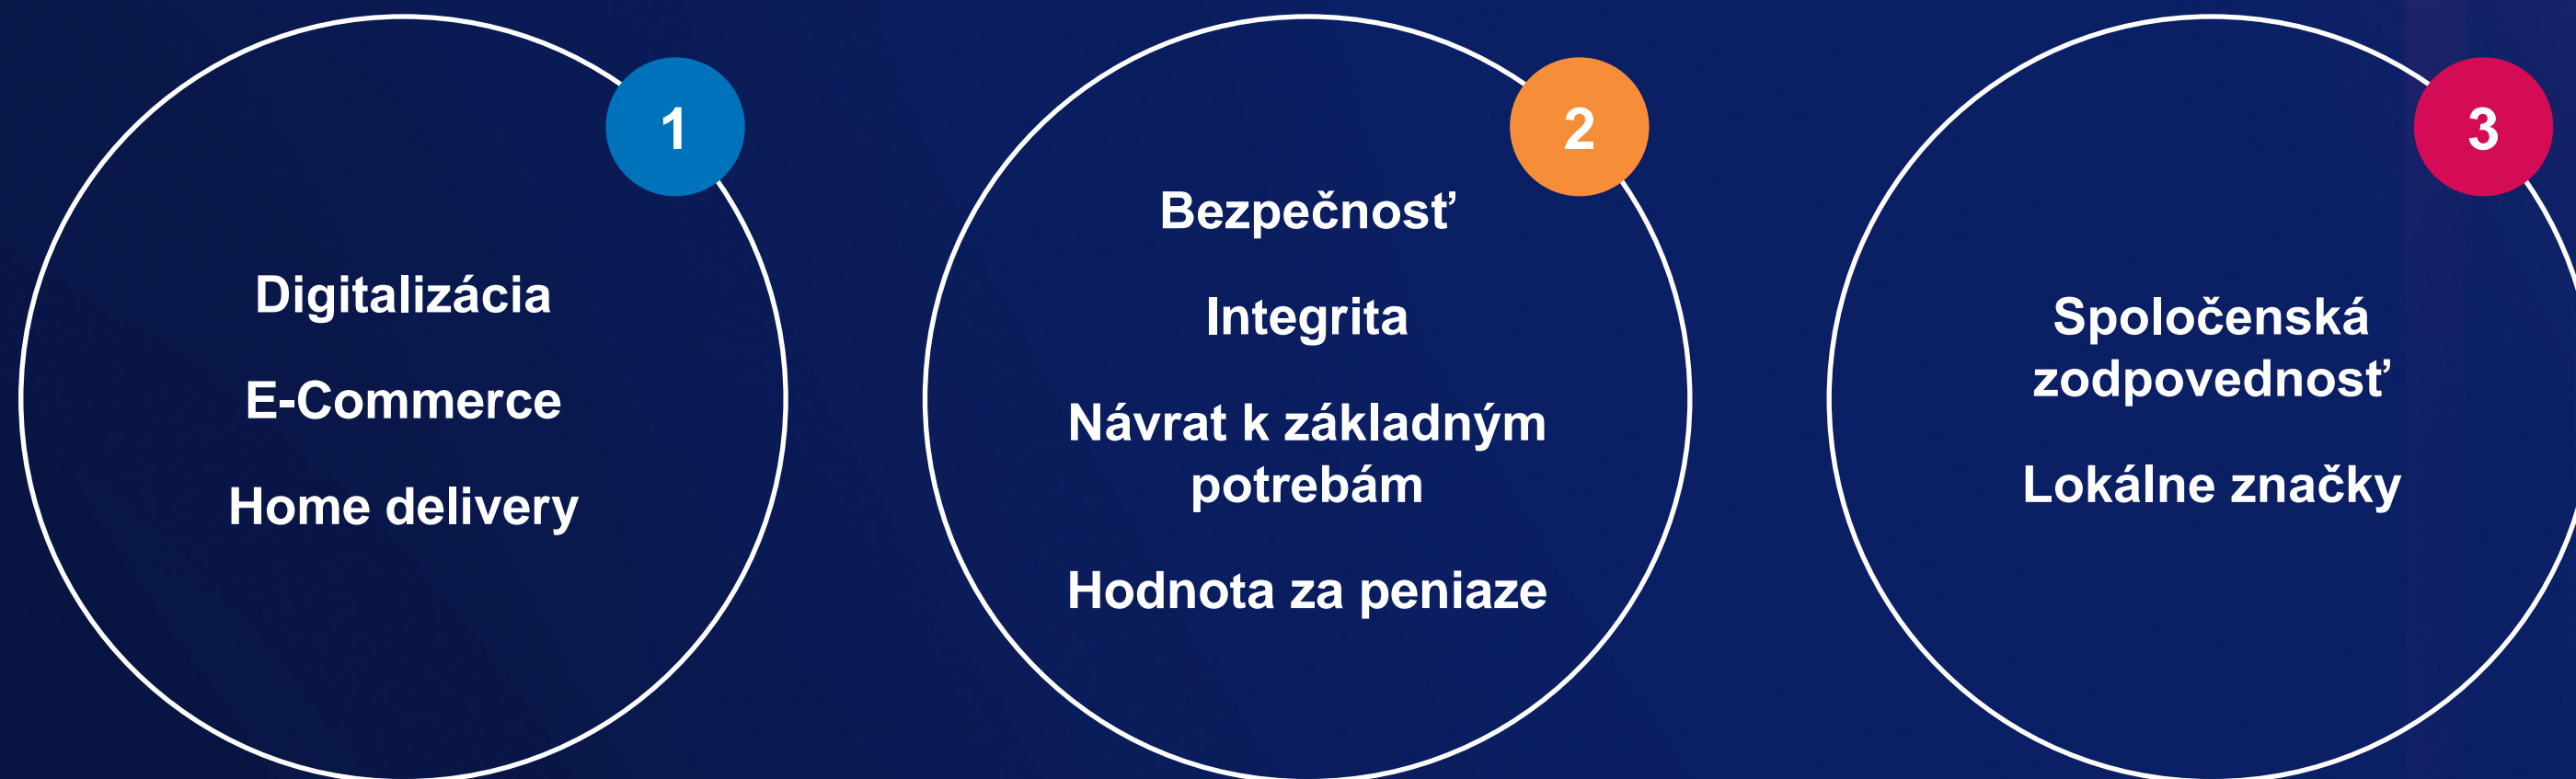 1
Digitalizácia
E-Commerce
Home delivery
2
Bezpečnosť
Integrita
Návrat k základným
potrebám
Hodnota za peniaze
3
Spoločenská
zodpovednosť
Lokálne značky